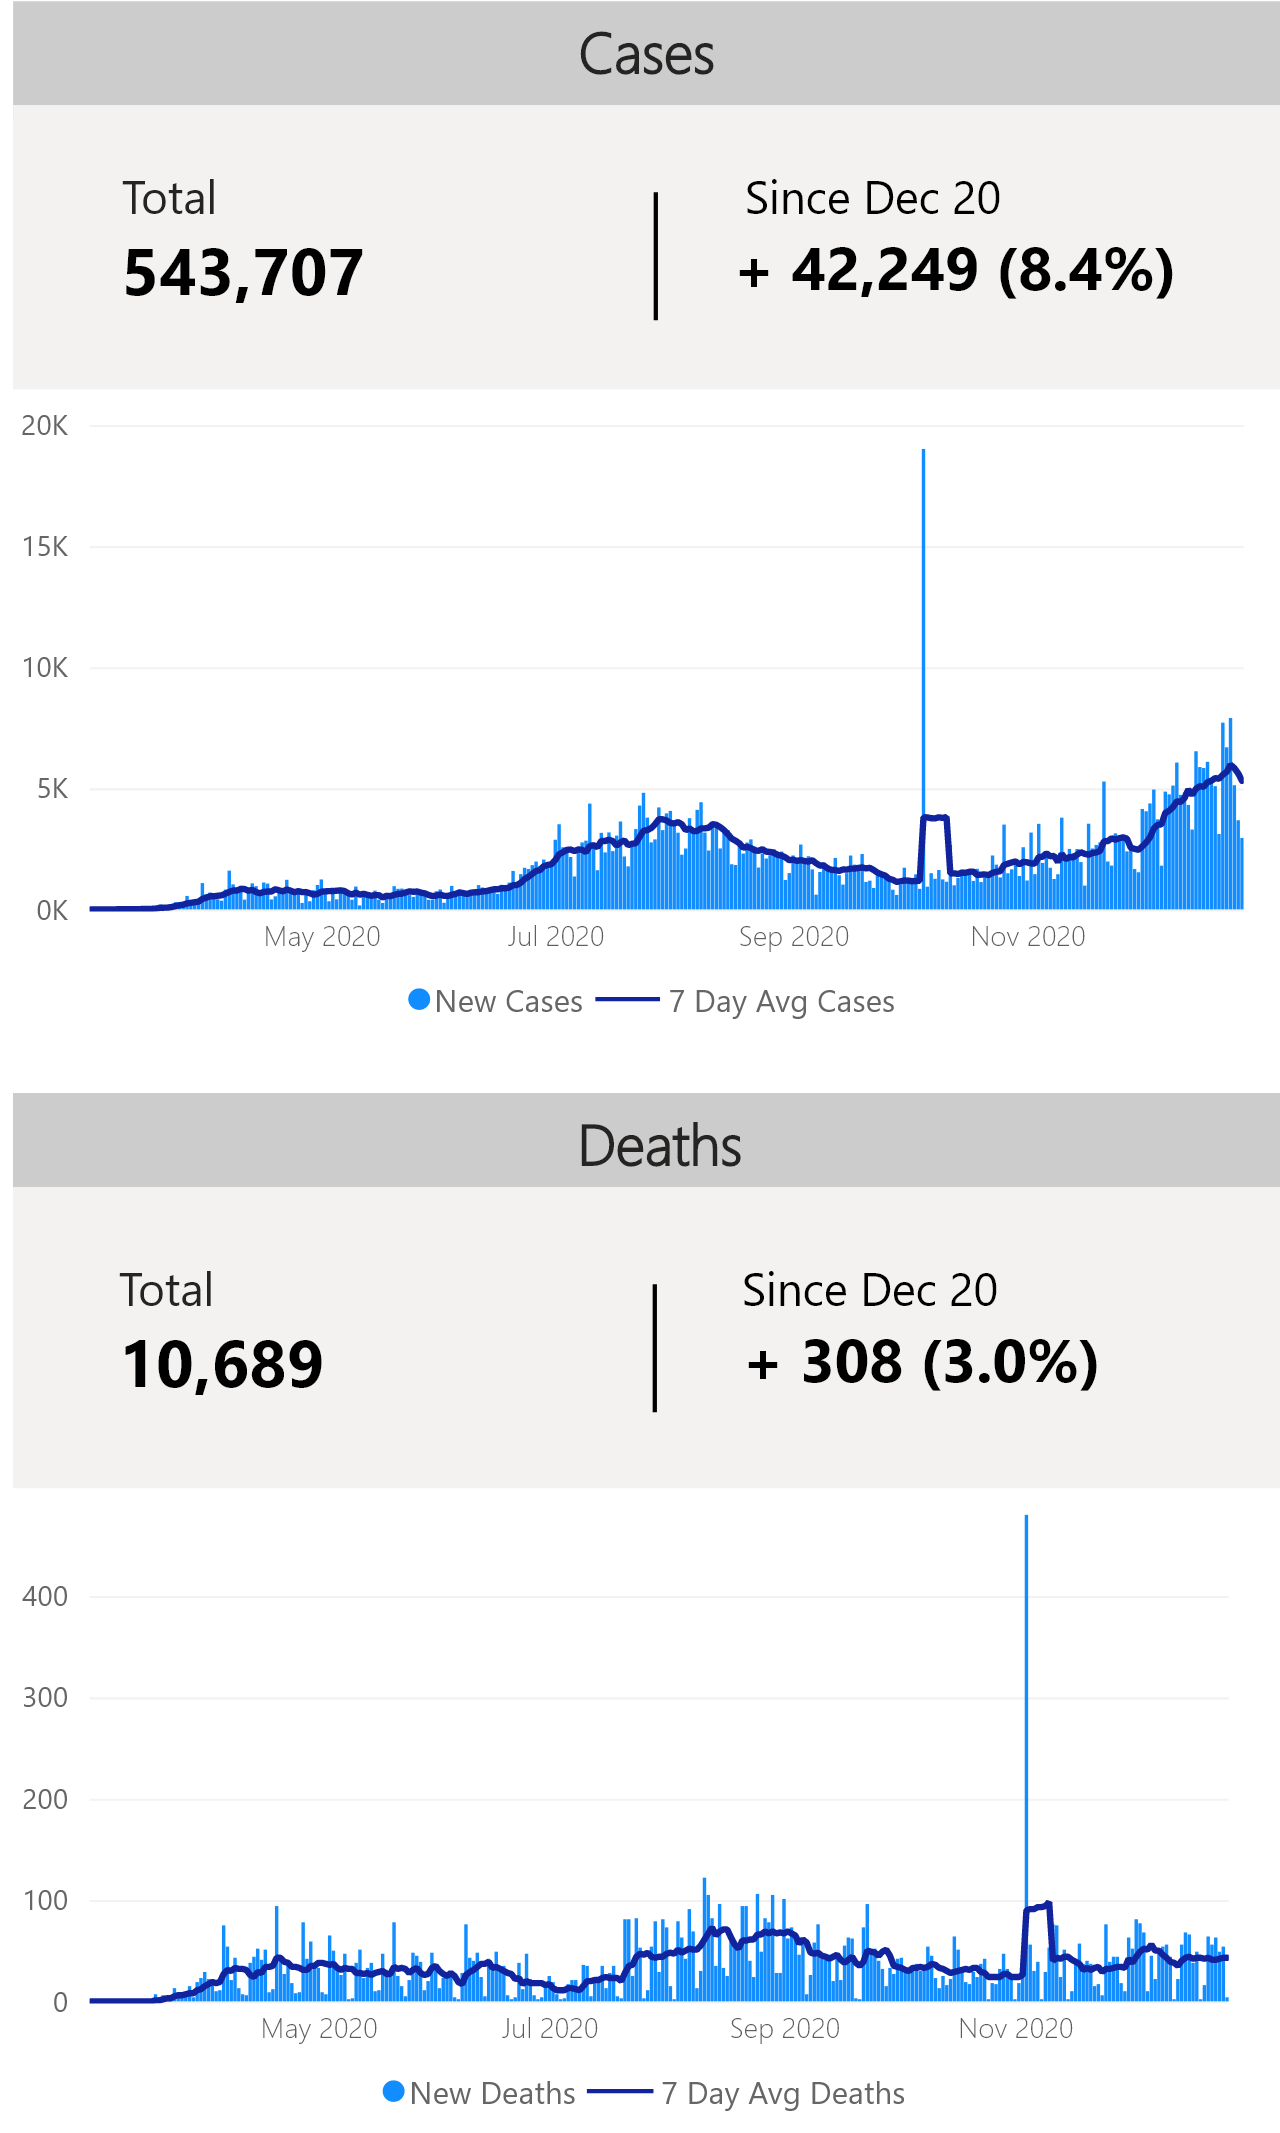 Cases
Total
Since Dec 20
543,707
+ 42,249 (8.4%)
20K
15K
10K
5K
0K
May 2020
Jul 2020
Sep 2020
Nov 2020
New Cases
7 Day Avg Cases
Deaths
Total
Since Dec 20
10,689
+ 308 (3.0%)
400
300
200
100
0
May 2020
Jul 2020
Sep 2020
Nov 2020
New Deaths
7 Day Avg Deaths